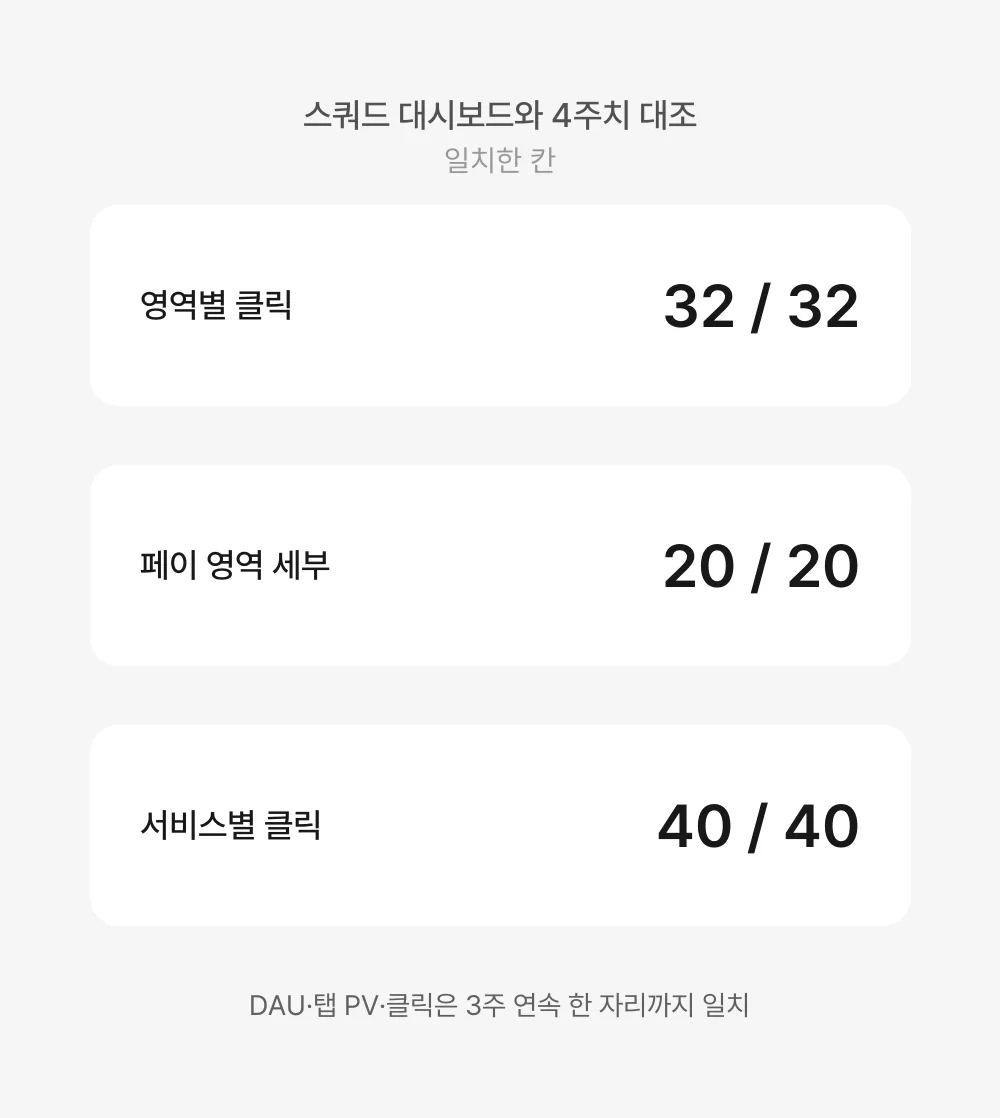 스쿼드 대시보드와 4주치 대조
일치한 칸
영역별 클릭
32 / 32
페이 영역 세부
20 / 20
서비스별 클릭
40 / 40
DAU·탭 PV·클릭은 3주 연속 한 자리까지 일치